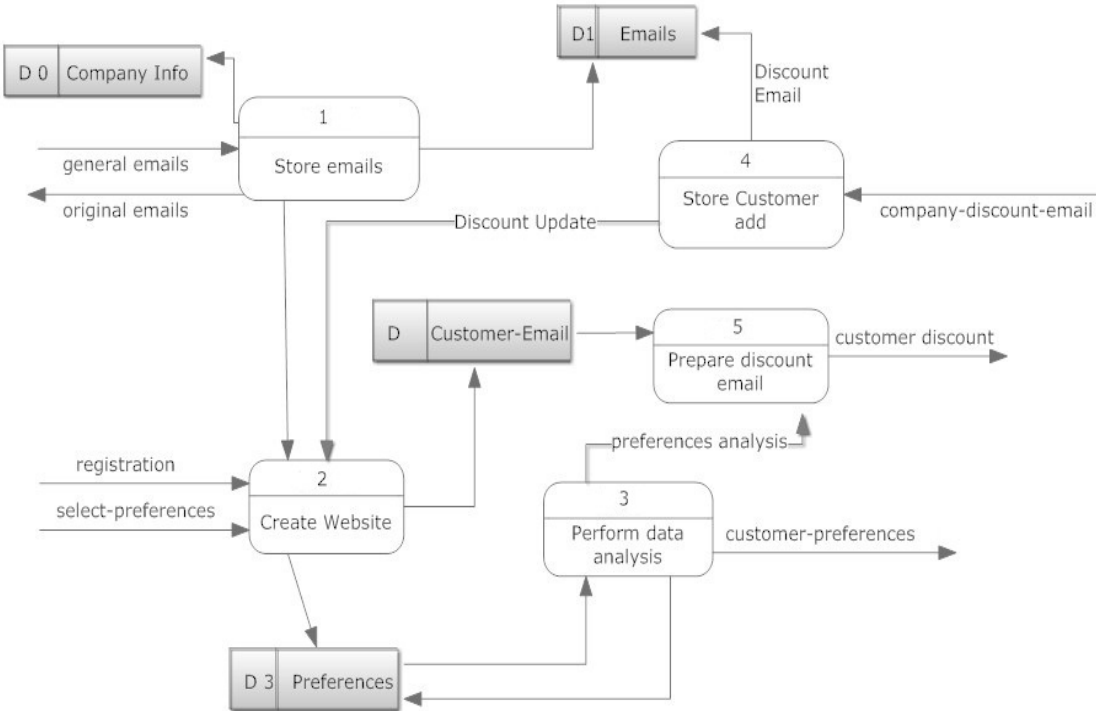 D1 Emails
D 0 Company Info
Discount
Email
1
Store emails
general emails
original emails
4
Store Customer
add
company-discount-email
Discount Update
D Customer-Email
5
Prepare discount
email
customer discount
preferences analysis
registration
select-preferences
2
Create Website
3
Perform data
analysis
customer-preferences
D 3 Preferences